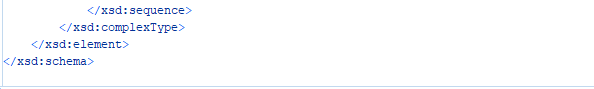 </xsd:sequence>
        </xsd:complexType>
    </xsd:element>
</xsd:schema>